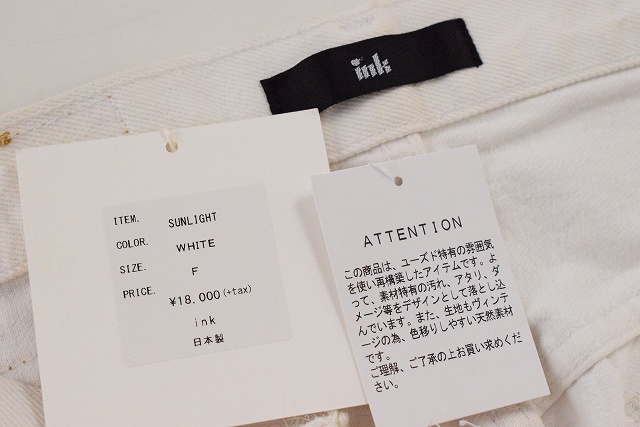 ink
ITEM. SUNLIGHT
COLOR. WHITE
SIZE. F
PRICE. ¥18,000(+tax)
ink
日本製
ATTENTION
この商品は、ユーズド特有の雰囲気
を使い再構築したアイテムです。よ
って、素材特有の汚れ、アタリ、ダ
メージ等をデザインとして落とし込
んでいます。また、生地もヴィンテ
ージの為、色移りしやすい天然素材
です。
ご理解、ご了承の上お買い求めくだ
さい。